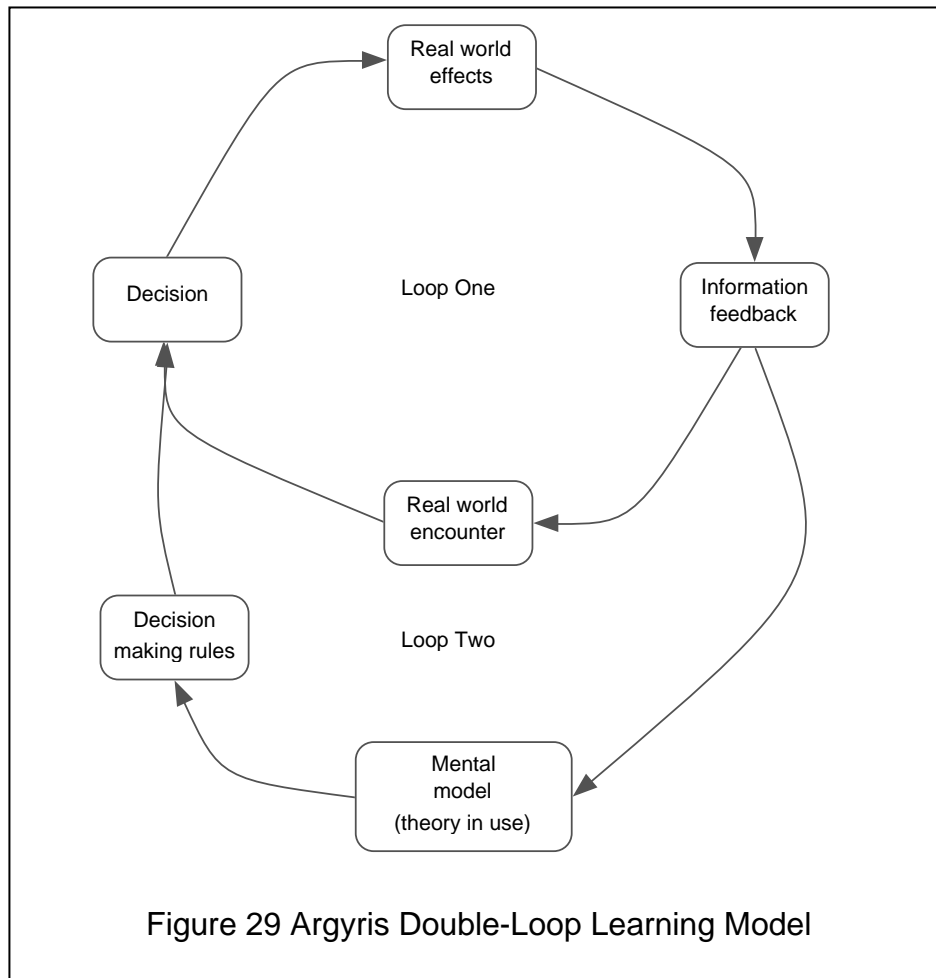 Real world
effects
Decision
Loop One
Information
feedback
Real world
encounter
Decision
making rules
Loop Two
Mental
model
(theory in use)
Figure 29 Argyris Double-Loop Learning Model